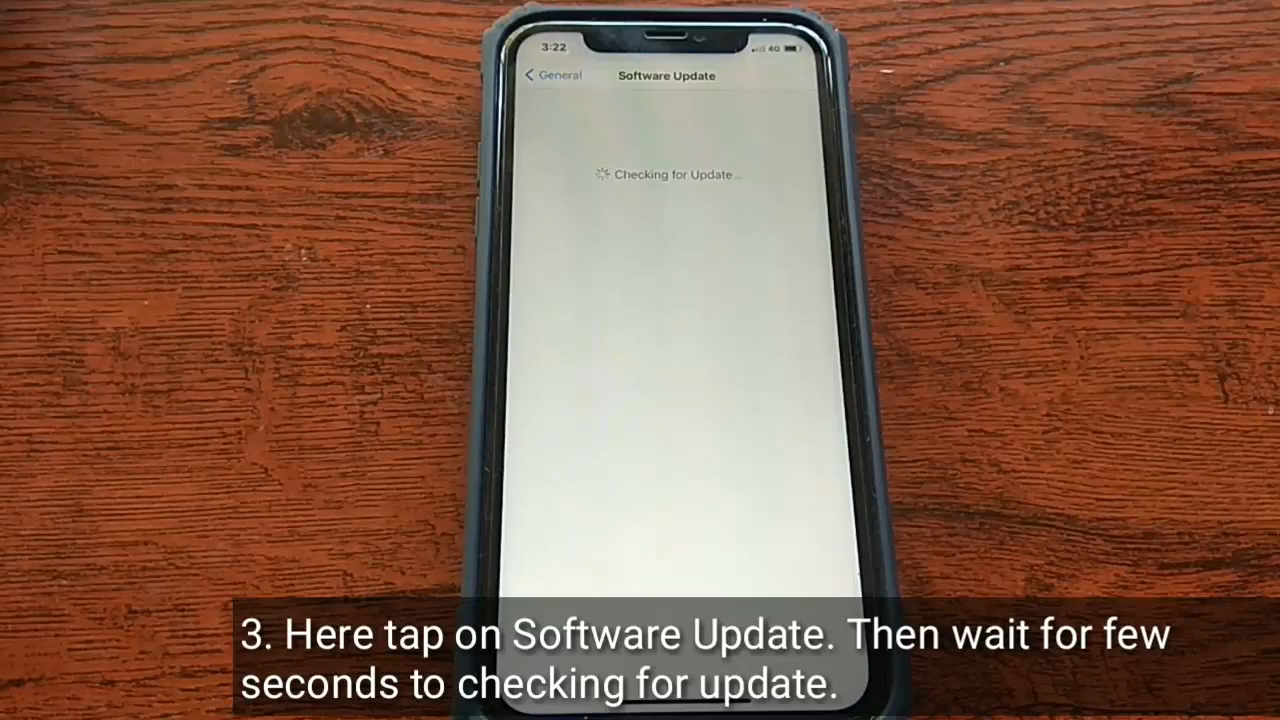 3:22
4G
General
Software Update
Checking for Update...
3. Here tap on Software Update. Then wait for few
seconds to checking for update.